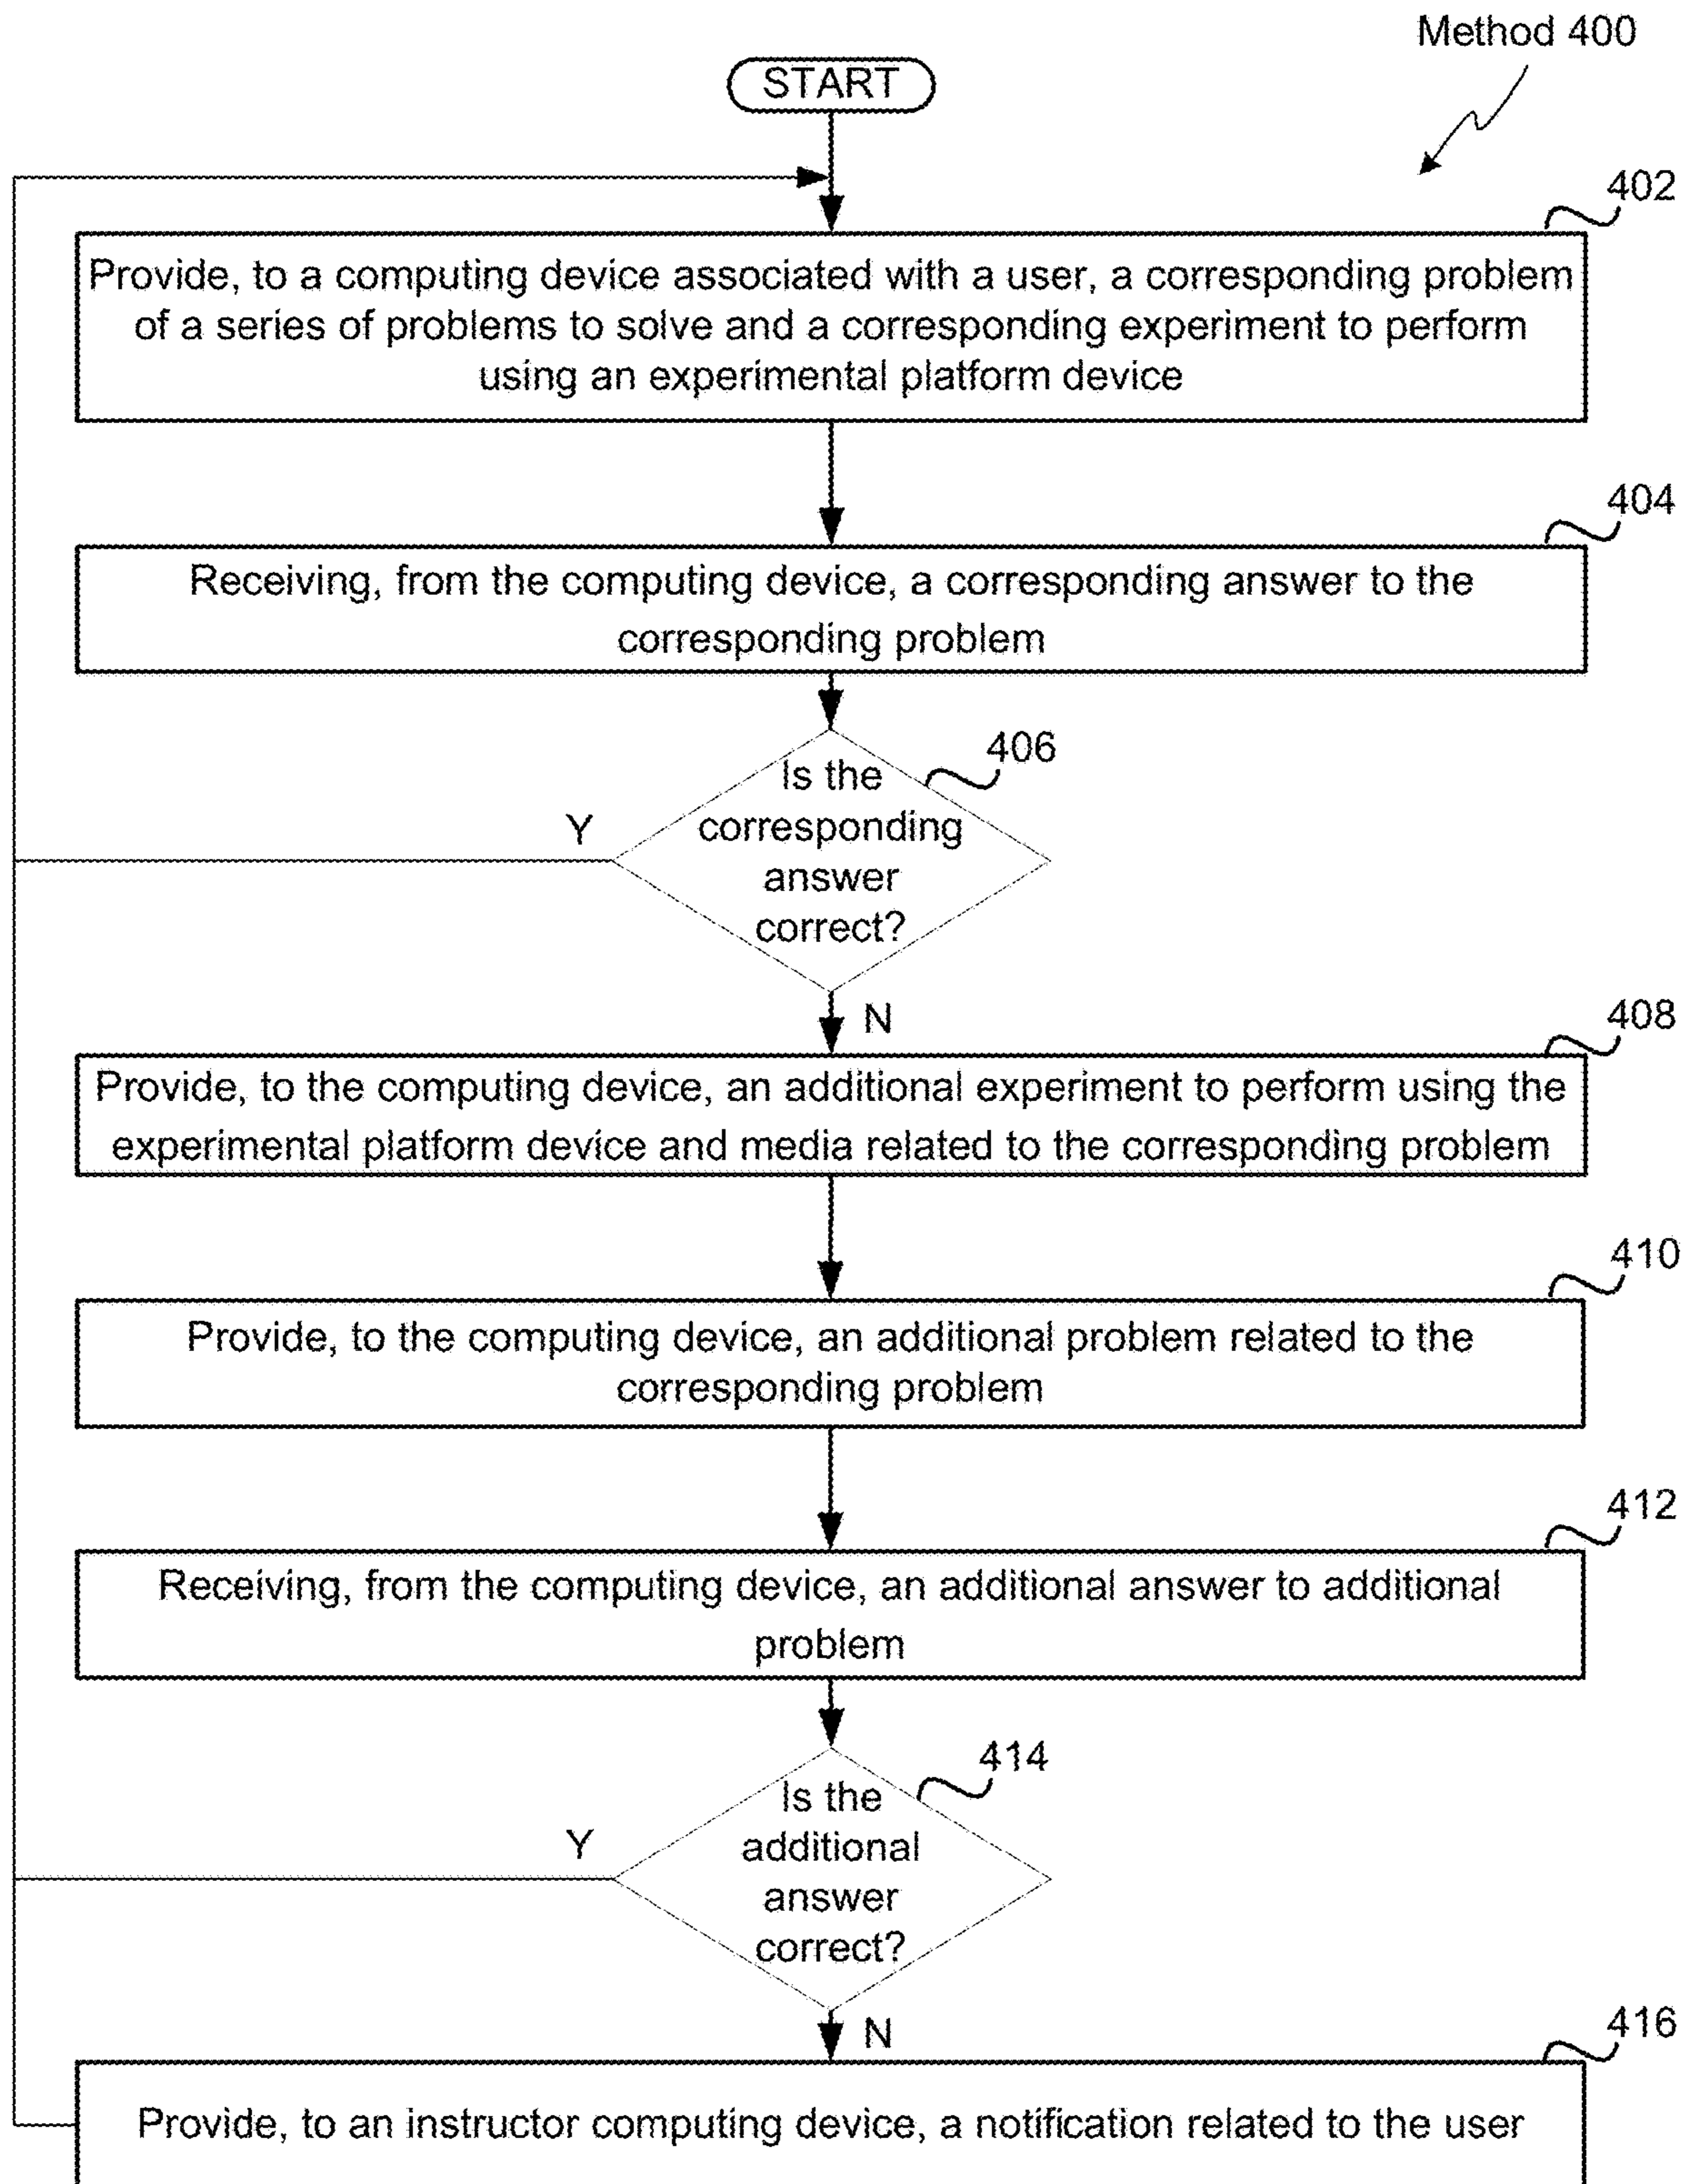 Method 400
START
402
Provide, to a computing device associated with a user, a corresponding problem
of a series of problems to solve and a corresponding experiment to perform
using an experimental platform device
404
Receiving, from the computing device, a corresponding answer to the
corresponding problem
406
Is the
corresponding
answer
correct?
Y
N
408
Provide, to the computing device, an additional experiment to perform using the
experimental platform device and media related to the corresponding problem
410
Provide, to the computing device, an additional problem related to the
corresponding problem
412
Receiving, from the computing device, an additional answer to additional
problem
414
Is the
additional
answer
correct?
Y
N
416
Provide, to an instructor computing device, a notification related to the user